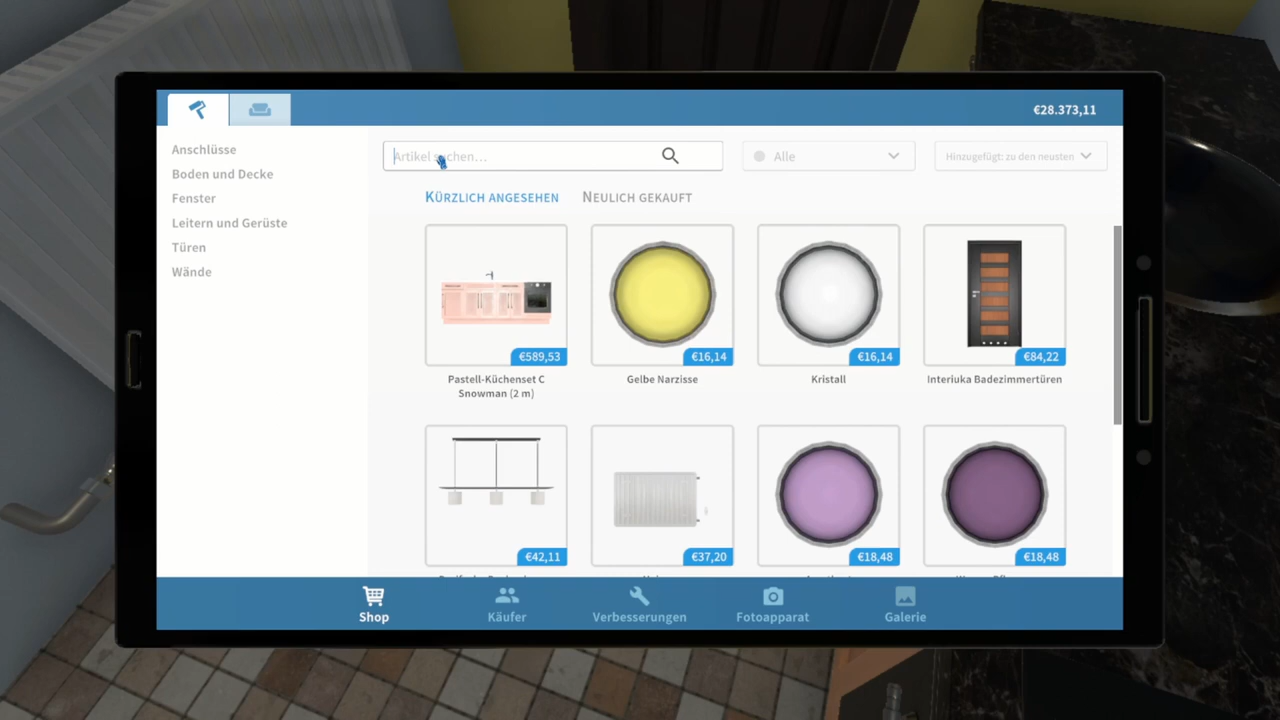 €28.373,11
Anschlüsse
Boden und Decke
Fenster
Leitern und Gerüste
Türen
Wände
Artikel suchen...
Alle
Hinzugefügt: zu den neusten
KÜRZLICH ANGESEHEN
NEULICH GEKAUFT
€589,53
€16,14
€16,14
€84,22
Pastell-Küchenset C
Snowman (2 m)
Gelbe Narzisse
Kristall
Interiuka Badezimmertüren
€42,11
€37,20
€18,48
€18,48
Shop
Käufer
Verbesserungen
Fotoapparat
Galerie